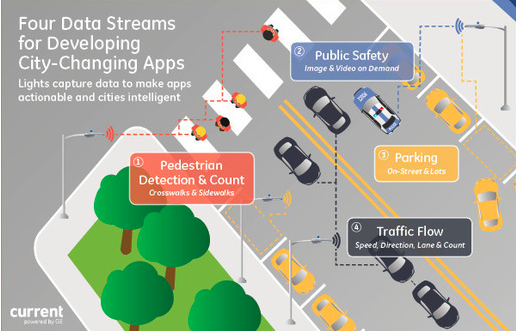 Four Data Streams
for Developing
City-Changing Apps
Lights capture data to make apps
actionable and cities intelligent
2
Public Safety
Image & Video on Demand
1
Pedestrian
Detection & Count
Crosswalks & Sidewalks
3
Parking
On-Street & Lots
4
Traffic Flow
Speed, Direction, Lane & Count
current
powered by GE